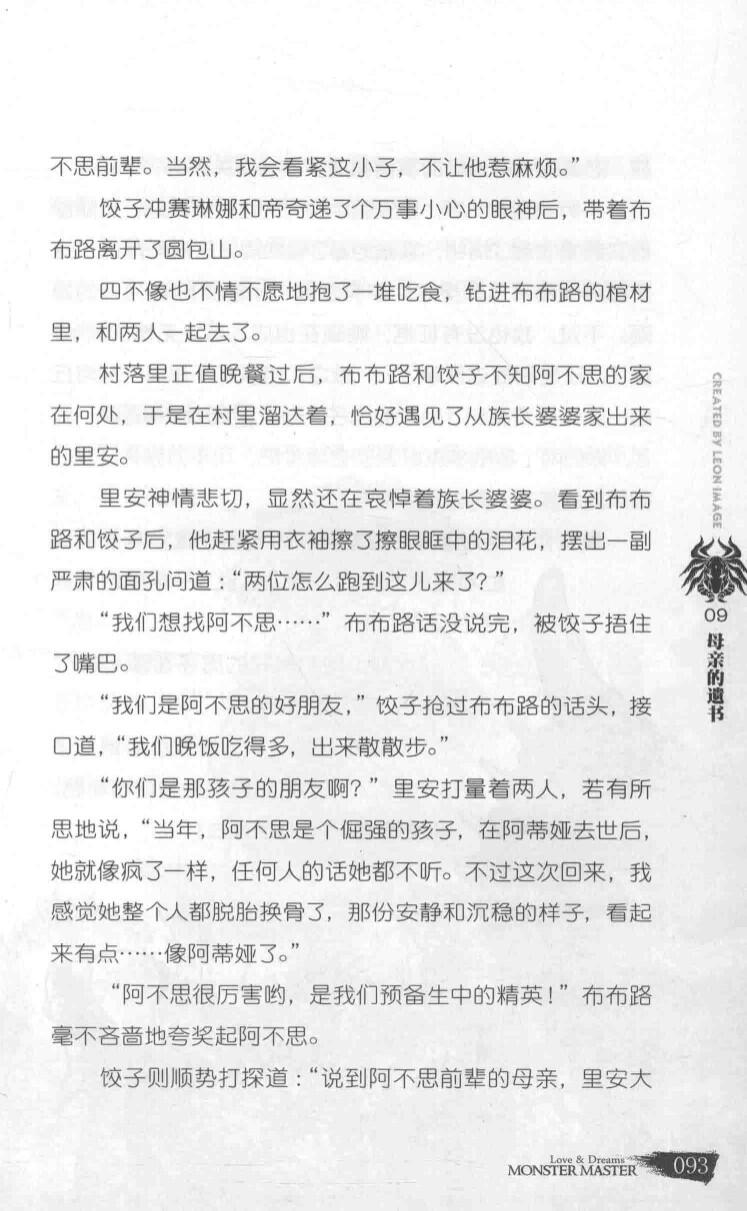 不思前辈。当然，我会看紧这小子，不让他惹麻烦。”
饺子冲赛琳娜和帝奇递了个万事小心的眼神后，带着布
布路离开了圆包山。
四不像也不情不愿地抱了一堆吃食，钻进布布路的棺材
里，和两人一起去了。
村落里正值晚餐过后，布布路和饺子不知阿不思的家
在何处，于是在村里溜达着，恰好遇见了从族长婆婆家出来
的里安。
里安神情悲切，显然还在哀悼着族长婆婆。看到布布
路和饺子后，他赶紧用衣袖擦了擦眼眶中的泪花，摆出一副
严肃的面孔问道：“两位怎么跑到这儿来了？”
“我们想找阿不思……”布布路话没说完，被饺子捂住
了嘴巴。
“我们是阿不思的好朋友，”饺子抢过布布路的话头，接
口道，“我们晚饭吃得多，出来散散步。”
“你们是那孩子的朋友啊？”里安打量着两人，若有所
思地说，“当年，阿不思是个倔强的孩子，在阿蒂娅去世后，
她就像疯了一样，任何人的话她都不听。不过这次回来，我
感觉她整个人都脱胎换骨了，那份安静和沉稳的样子，看起
来有点……像阿蒂娅了。”
“阿不思很厉害哟，是我们预备生中的精英！”布布路
毫不吝啬地夸奖起阿不思。
饺子则顺势打探道：“说到阿不思前辈的母亲，里安大
CREATED BY LEON IMAGE
09
母亲的遗书
Love & Dreams
MONSTER MASTER
093